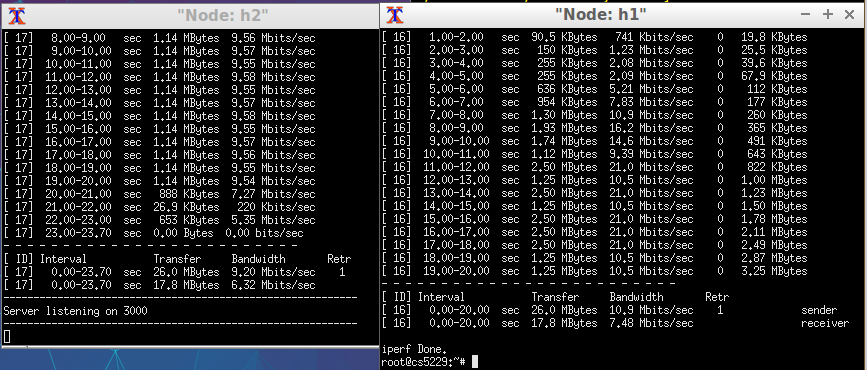 "Node: h2"
[ 17]   8.00-9.00   sec  1.14 MBytes  9.56 Mbits/sec
[ 17]   9.00-10.00  sec  1.14 MBytes  9.57 Mbits/sec
[ 17]  10.00-11.00  sec  1.14 MBytes  9.55 Mbits/sec
[ 17]  11.00-12.00  sec  1.14 MBytes  9.58 Mbits/sec
[ 17]  12.00-13.00  sec  1.14 MBytes  9.55 Mbits/sec
[ 17]  13.00-14.00  sec  1.14 MBytes  9.57 Mbits/sec
[ 17]  14.00-15.00  sec  1.14 MBytes  9.58 Mbits/sec
[ 17]  15.00-16.00  sec  1.14 MBytes  9.55 Mbits/sec
[ 17]  16.00-17.00  sec  1.14 MBytes  9.57 Mbits/sec
[ 17]  17.00-18.00  sec  1.14 MBytes  9.56 Mbits/sec
[ 17]  18.00-19.00  sec  1.14 MBytes  9.55 Mbits/sec
[ 17]  19.00-20.00  sec  1.14 MBytes  9.54 Mbits/sec
[ 17]  20.00-21.00  sec   888 KBytes  7.27 Mbits/sec
[ 17]  21.00-22.00  sec  26.9 KBytes   220 Kbits/sec
[ 17]  22.00-23.00  sec   653 KBytes  5.35 Mbits/sec
[ 17]  23.00-23.70  sec  0.00 Bytes  0.00 bits/sec
- - - - - - - - - - - - - - - - - - - - - - - - -
[ ID] Interval           Transfer     Bandwidth       Retr
[ 17]   0.00-23.70  sec  26.0 MBytes  9.20 Mbits/sec    1
[ 17]   0.00-23.70  sec  17.8 MBytes  6.32 Mbits/sec
-----------------------------------------------------------
Server listening on 3000
-----------------------------------------------------------
"Node: h1"
[ 16]   1.00-2.00   sec  90.5 KBytes   741 Kbits/sec    0   19.8 KBytes
[ 16]   2.00-3.00   sec   150 KBytes  1.23 Mbits/sec    0   25.5 KBytes
[ 16]   3.00-4.00   sec   255 KBytes  2.08 Mbits/sec    0   39.6 KBytes
[ 16]   4.00-5.00   sec   255 KBytes  2.09 Mbits/sec    0   67.9 KBytes
[ 16]   5.00-6.00   sec   636 KBytes  5.21 Mbits/sec    0    112 KBytes
[ 16]   6.00-7.00   sec   954 KBytes  7.83 Mbits/sec    0    177 KBytes
[ 16]   7.00-8.00   sec  1.30 MBytes  10.9 Mbits/sec    0    260 KBytes
[ 16]   8.00-9.00   sec  1.93 MBytes  16.2 Mbits/sec    0    365 KBytes
[ 16]   9.00-10.00  sec  1.74 MBytes  14.6 Mbits/sec    0    491 KBytes
[ 16]  10.00-11.00  sec  1.12 MBytes  9.39 Mbits/sec    0    643 KBytes
[ 16]  11.00-12.00  sec  2.50 MBytes  21.0 Mbits/sec    0    822 KBytes
[ 16]  12.00-13.00  sec  1.25 MBytes  10.5 Mbits/sec    0   1.00 MBytes
[ 16]  13.00-14.00  sec  2.50 MBytes  21.0 Mbits/sec    0   1.23 MBytes
[ 16]  14.00-15.00  sec  1.25 MBytes  10.5 Mbits/sec    0   1.50 MBytes
[ 16]  15.00-16.00  sec  2.50 MBytes  21.0 Mbits/sec    0   1.78 MBytes
[ 16]  16.00-17.00  sec  2.50 MBytes  21.0 Mbits/sec    0   2.11 MBytes
[ 16]  17.00-18.00  sec  2.50 MBytes  21.0 Mbits/sec    0   2.49 MBytes
[ 16]  18.00-19.00  sec  1.25 MBytes  10.5 Mbits/sec    0   2.87 MBytes
[ 16]  19.00-20.00  sec  1.25 MBytes  10.5 Mbits/sec    0   3.25 MBytes
- - - - - - - - - - - - - - - - - - - - - - - - -
[ ID] Interval           Transfer     Bandwidth       Retr
[ 16]   0.00-20.00  sec  26.0 MBytes  10.9 Mbits/sec    1             sender
[ 16]   0.00-20.00  sec  17.8 MBytes  7.48 Mbits/sec                  receiver
iperf Done.
root@cs5229:~#